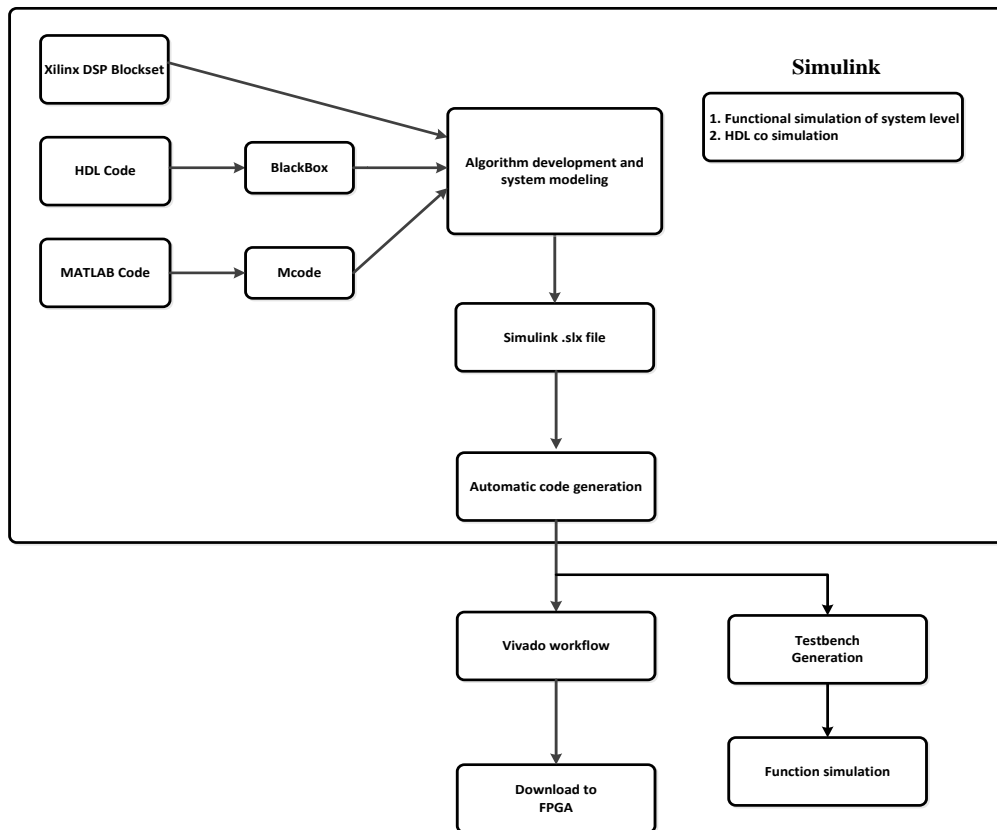 Xilinx DSP Blockset
Simulink
1. Functional simulation of system level
2. HDL co simulation
HDL Code
BlackBox
Algorithm development and
system modeling
MATLAB Code
Mcode
Simulink .slx file
Automatic code generation
Vivado workflow
Testbench
Generation
Download to
FPGA
Function simulation